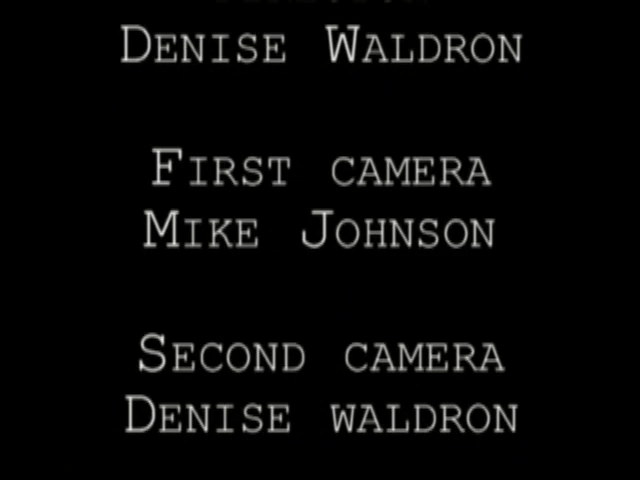 Denise Waldron
First camera
Mike Johnson
Second camera
Denise waldron